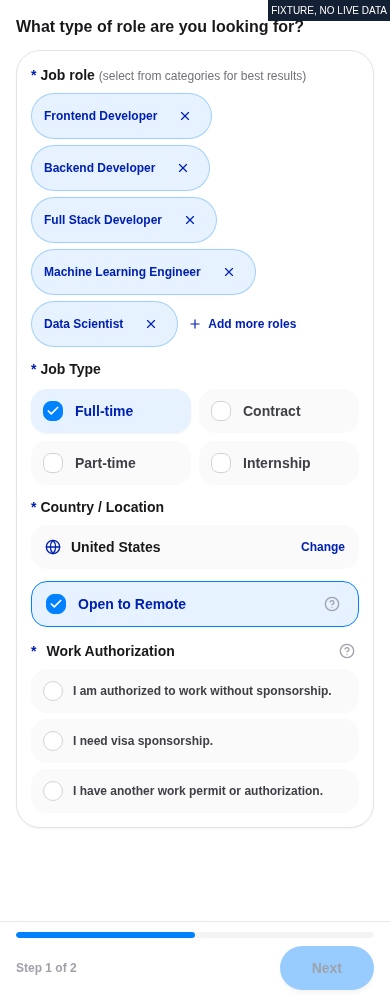 FIXTURE, NO LIVE DATA
What type of role are you looking for?
* Job role (select from categories for best results)
Frontend Developer
Backend Developer
Full Stack Developer
Machine Learning Engineer
Data Scientist
Add more roles
* Job Type
Full-time
Contract
Part-time
Internship
* Country / Location
United States
Change
Open to Remote
* Work Authorization
I am authorized to work without sponsorship.
I need visa sponsorship.
I have another work permit or authorization.
Step 1 of 2
Next